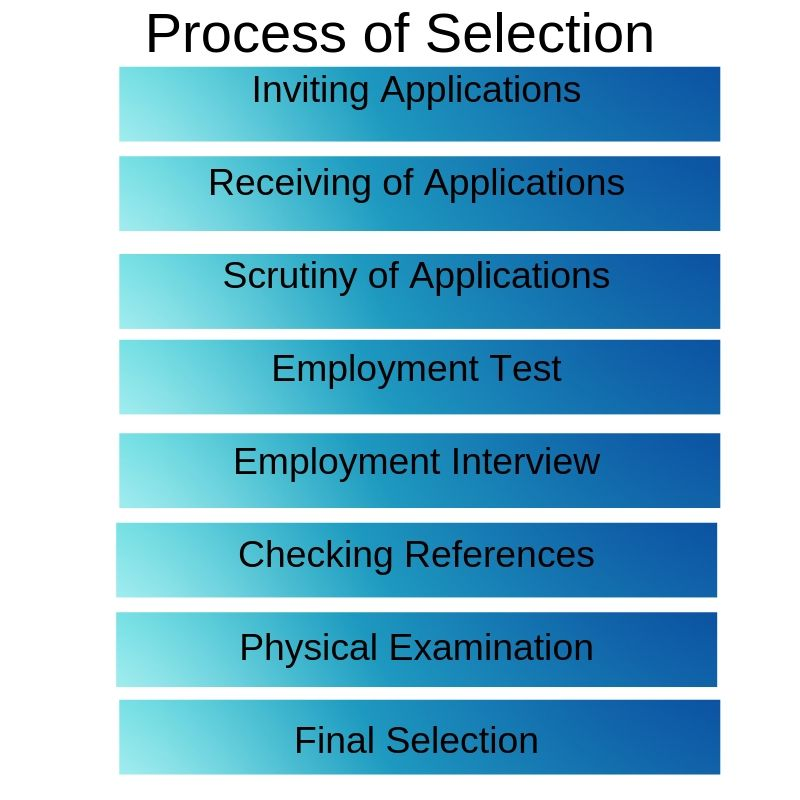 Process of Selection
Inviting Applications
Receiving of Applications
Scrutiny of Applications
Employment Test
Employment Interview
Checking References
Physical Examination
Final Selection